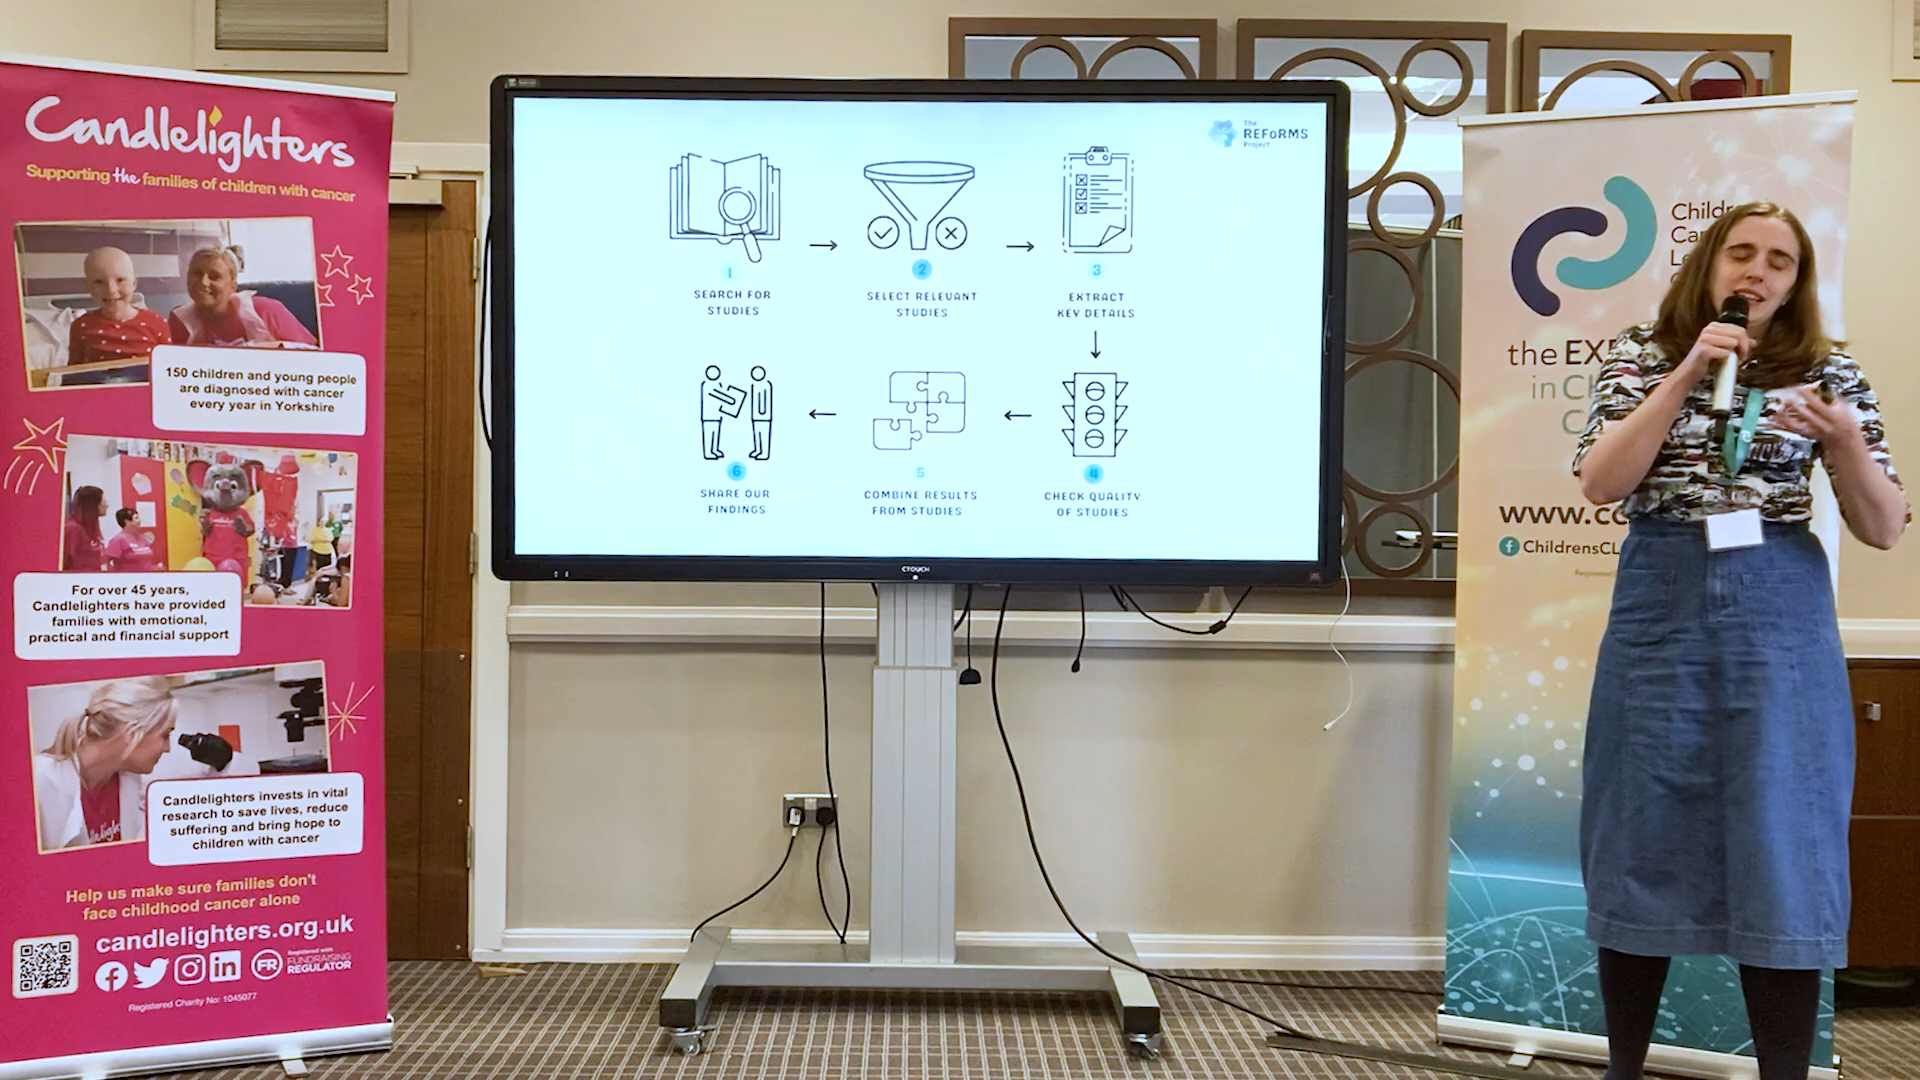 Candlelighters
Supporting the families of children with cancer
150 children and young people
are diagnosed with cancer
every year in Yorkshire
For over 45 years,
Candlelighters have provided
families with emotional,
practical and financial support
Candlelighters invests in vital
research to save lives, reduce
suffering and bring hope to
children with cancer
Help us make sure families don't
face childhood cancer alone
candlelighters.org.uk
Registered with
FR FUNDRAISING
REGULATOR
Registered Charity No: 1045077
The
REFoRMS
Project
1
SEARCH FOR
STUDIES
2
SELECT RELEVANT
STUDIES
3
EXTRACT
KEY DETAILS
4
CHECK QUALITY
OF STUDIES
5
COMBINE RESULTS
FROM STUDIES
6
SHARE OUR
FINDINGS
CTOUCH
the
in
www.cc
ChildrensCL